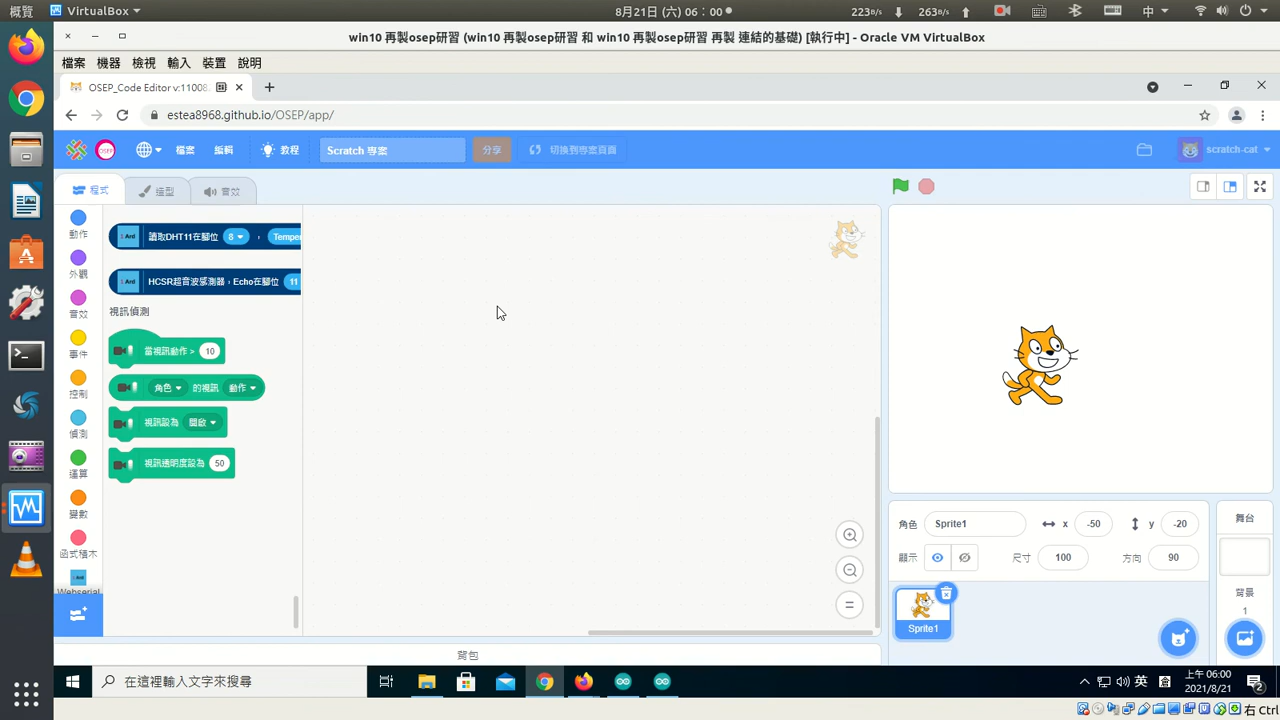 概覽 VirtualBox 8月21日 (六) 06：00 223B/s 263B/s 中
win10 再製osep研習 (win10 再製osep研習 和 win10 再製osep研習 再製 連結的基礎) [執行中] - Oracle VM VirtualBox
檔案 機器 檢視 輸入 裝置 說明
OSEP_Code Editor v:11008
estea8968.github.io/OSEP/app/
OSEP 檔案 編輯 教程 Scratch 專案 分享 切換到專案頁面 scratch-cat
程式 造型 音效
動作
外觀
音效
事件
控制
偵測
運算
變數
函式積木
Webserial
Ard 讀取DHT11在腳位 8 , Temper
Ard HCSR超音波感測器，Echo在腳位 11
視訊偵測
當視訊動作 > 10
角色 的視訊 動作
視訊設為 開啟
視訊透明度設為 50
角色 Sprite1 x -50 y -20
顯示 尺寸 100 方向 90
Sprite1
舞台
背景
1
背包
在這裡輸入文字來搜尋
英
上午 06:00
2021/8/21
2
右 Ctrl